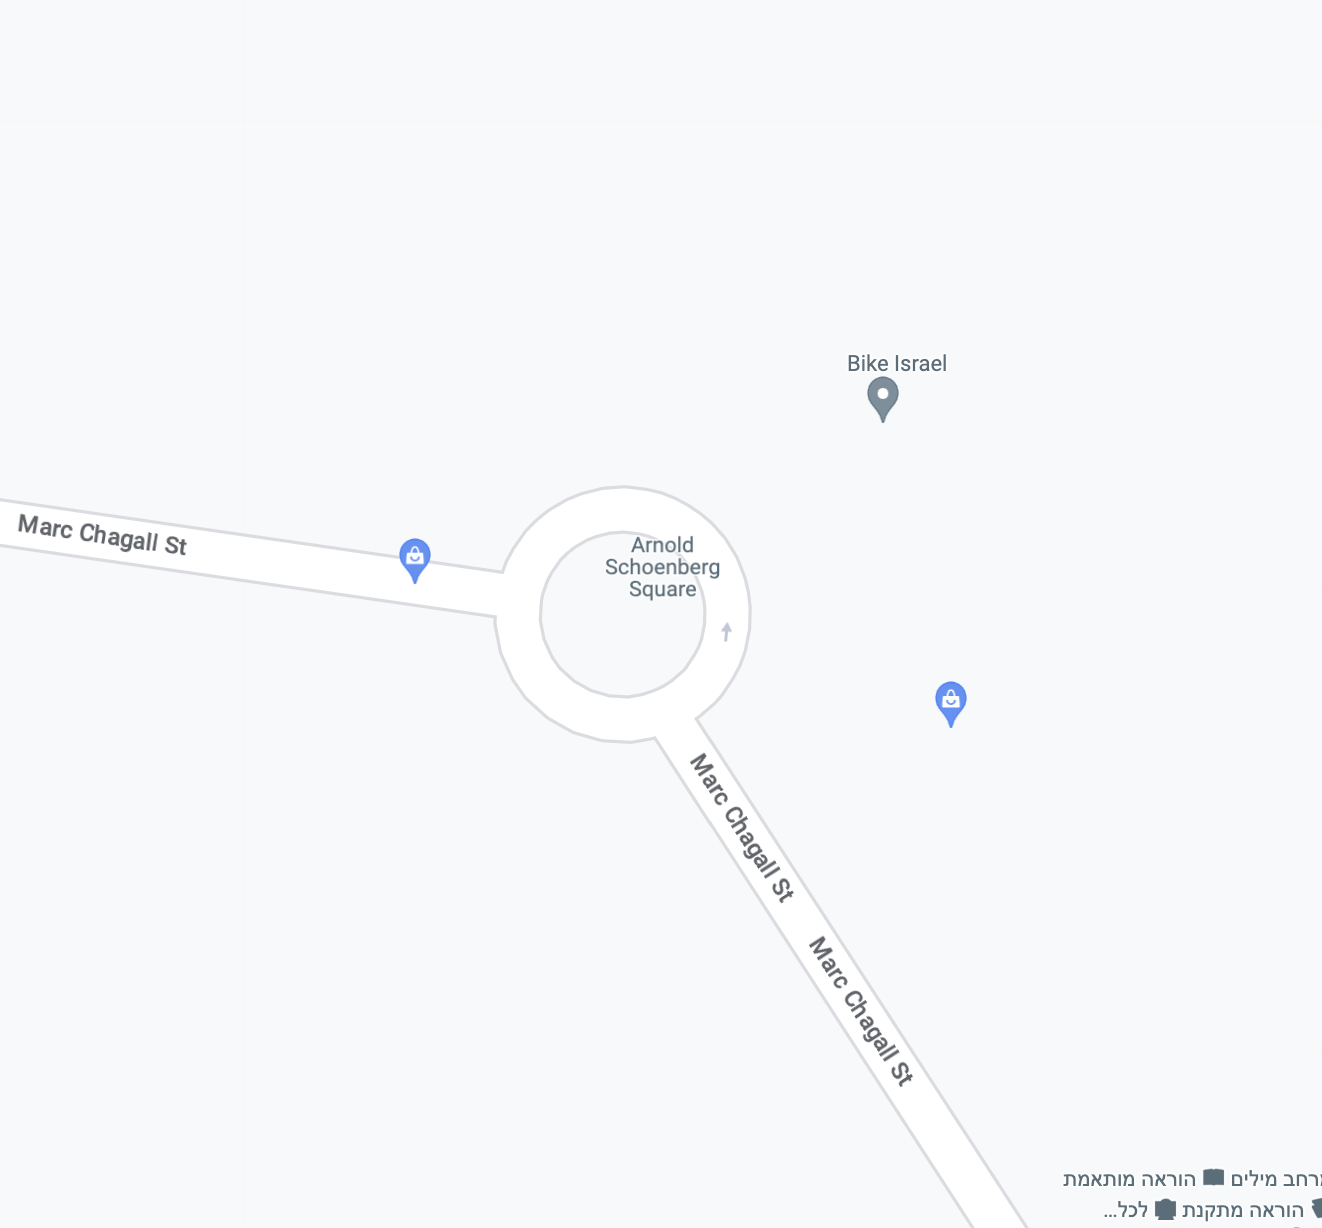 Bike Israel
Marc Chagall St
Arnold
Schoenberg
Square
Marc Chagall St
Marc Chagall St
מילים 📖 הוראה מותאמת
הוראה מתקנת
לכל...